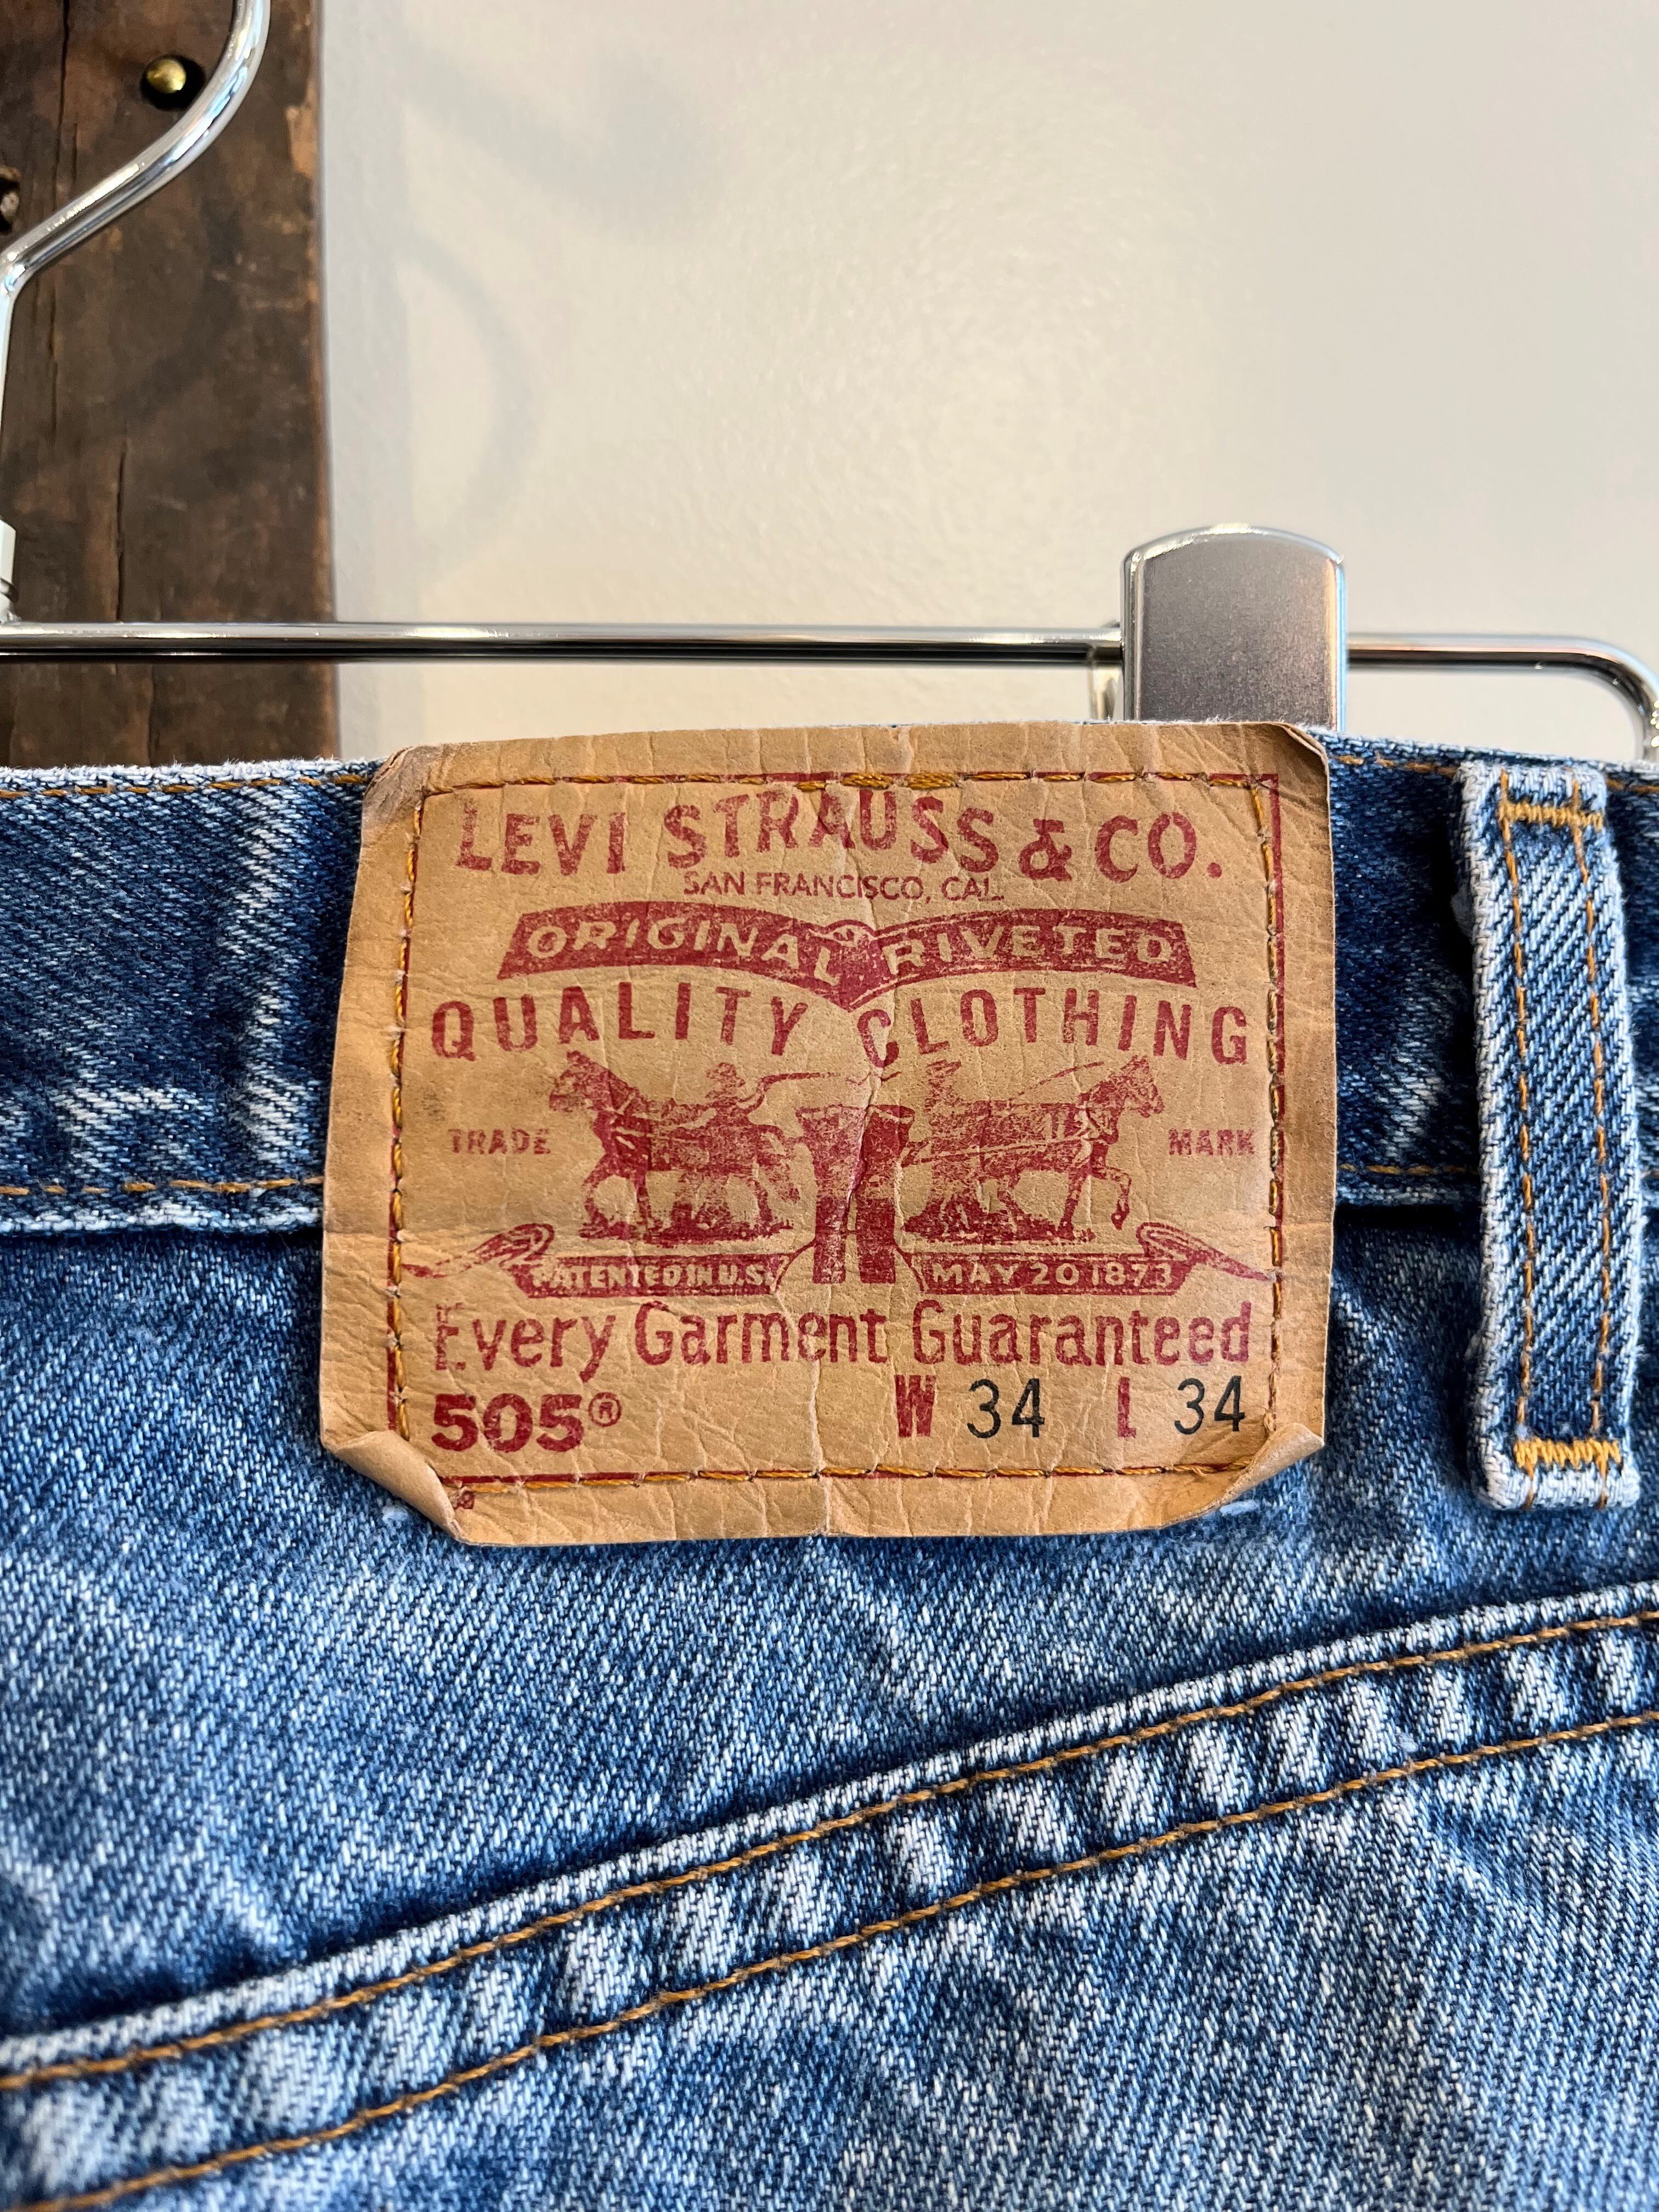 LEVI STRAUSS & CO.
SAN FRANCISCO, CAL.
ORIGINAL RIVETED
QUALITY CLOTHING
TRADE MARK
PATENTED IN U.S. MAY 20 1873
Every Garment Guaranteed
505® W 34 L 34